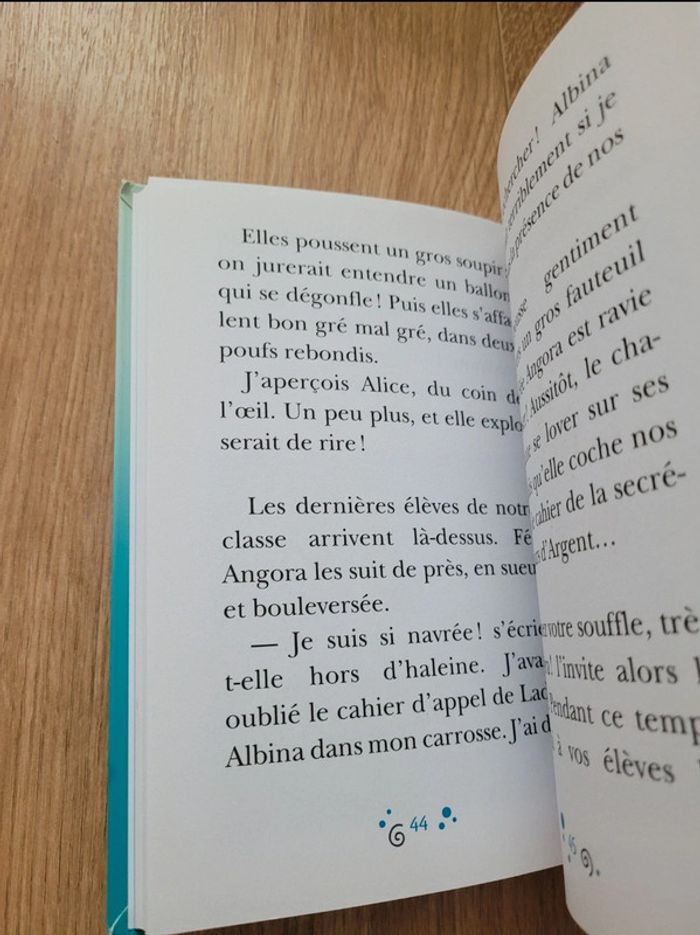 Elles poussent un gros soupir :
on jurerait entendre un ballon
qui se dégonfle ! Puis elles s'affa
lent bon gré mal gré, dans deux
poufs rebondis.
J'aperçois Alice, du coin de
l'œil. Un peu plus, et elle explo
serait de rire !
Les dernières élèves de notr
classe arrivent là-dessus. Fé
Angora les suit de près, en sueu
et bouleversée.
— Je suis si navrée ! s'écrie
t-elle hors d'haleine. J'ava
oublié le cahier d'appel de Lad
Albina dans mon carrosse. J'ai d
44
chercher ! Albina
terriblement si je
la présence de nos
gentiment
un gros fauteuil
Angora est ravie
! Aussitôt, le cha-
se lover sur ses
qu'elle coche nos
cahier de la secré-
d'Argent...
votre souffle, trè
! l'invite alors
Pendant ce temp
à vos élèves
45